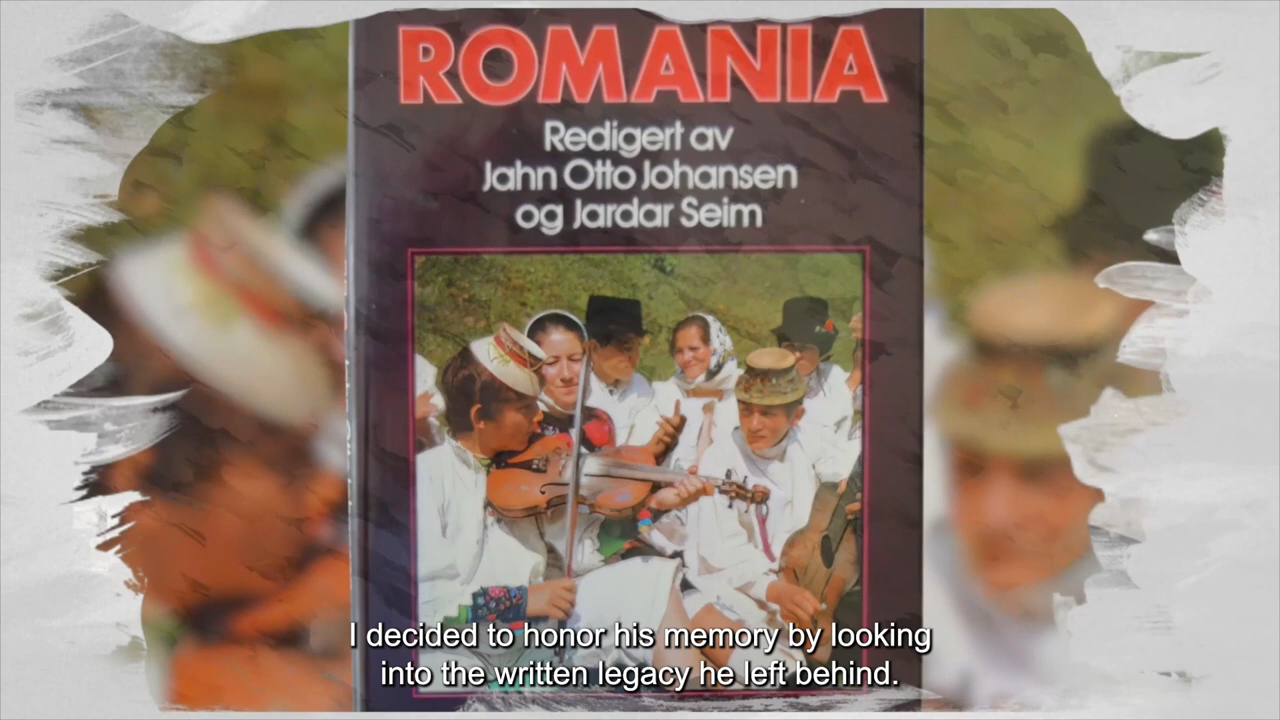 ROMANIA
Redigert av
Jahn Otto Johansen
og Jardar Seim
I decided to honor his memory by looking
into the written legacy he left behind.